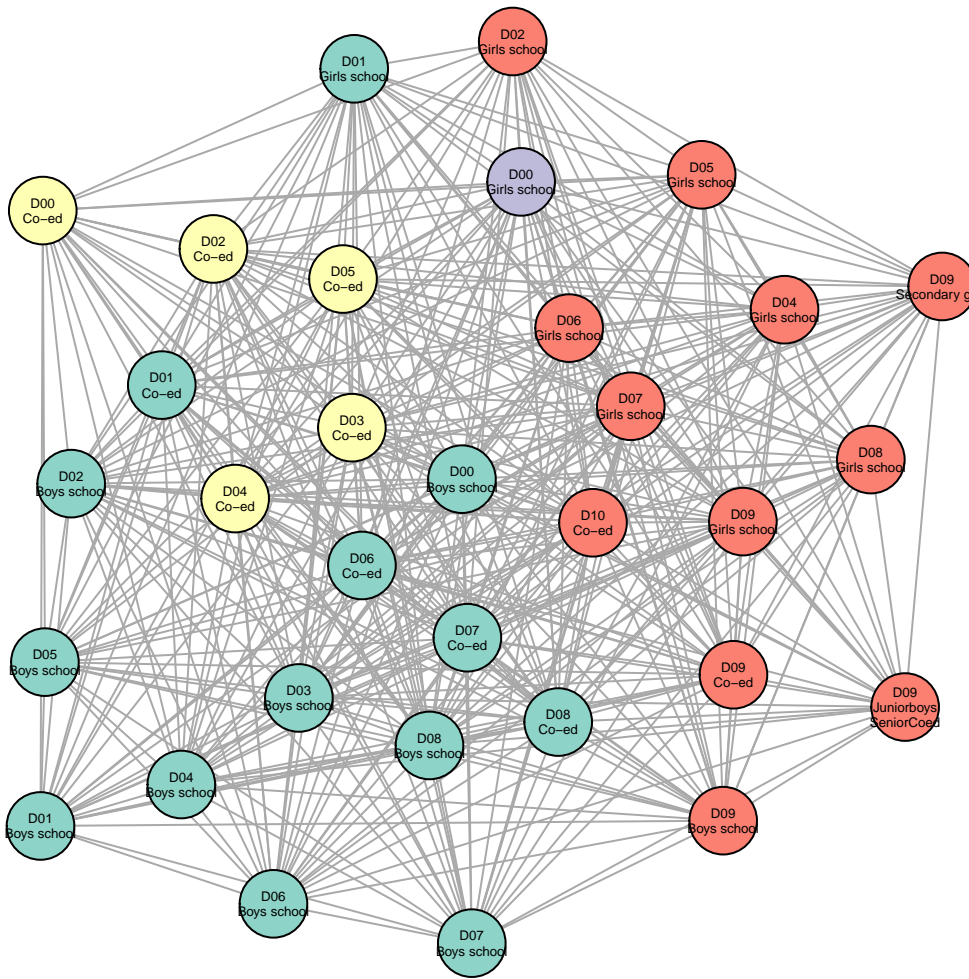 D02
Girls school
D01
Girls school
D05
Girls school
D00
Girls school
D00
Co-ed
D02
Co-ed
D05
Co-ed
D09
Secondary g
D04
Girls school
D06
Girls school
D01
Co-ed
D07
Girls school
D03
Co-ed
D08
Girls school
D02
Boys school
D00
Boys school
D04
Co-ed
D10
Co-ed
D09
Girls school
D06
Co-ed
D07
Co-ed
D05
Boys school
D09
Co-ed
D03
Boys school
D09
Juniorboys
SeniorCoed
D08
Co-ed
D08
Boys school
D04
Boys school
D01
Boys school
D09
Boys school
D06
Boys school
D07
Boys school